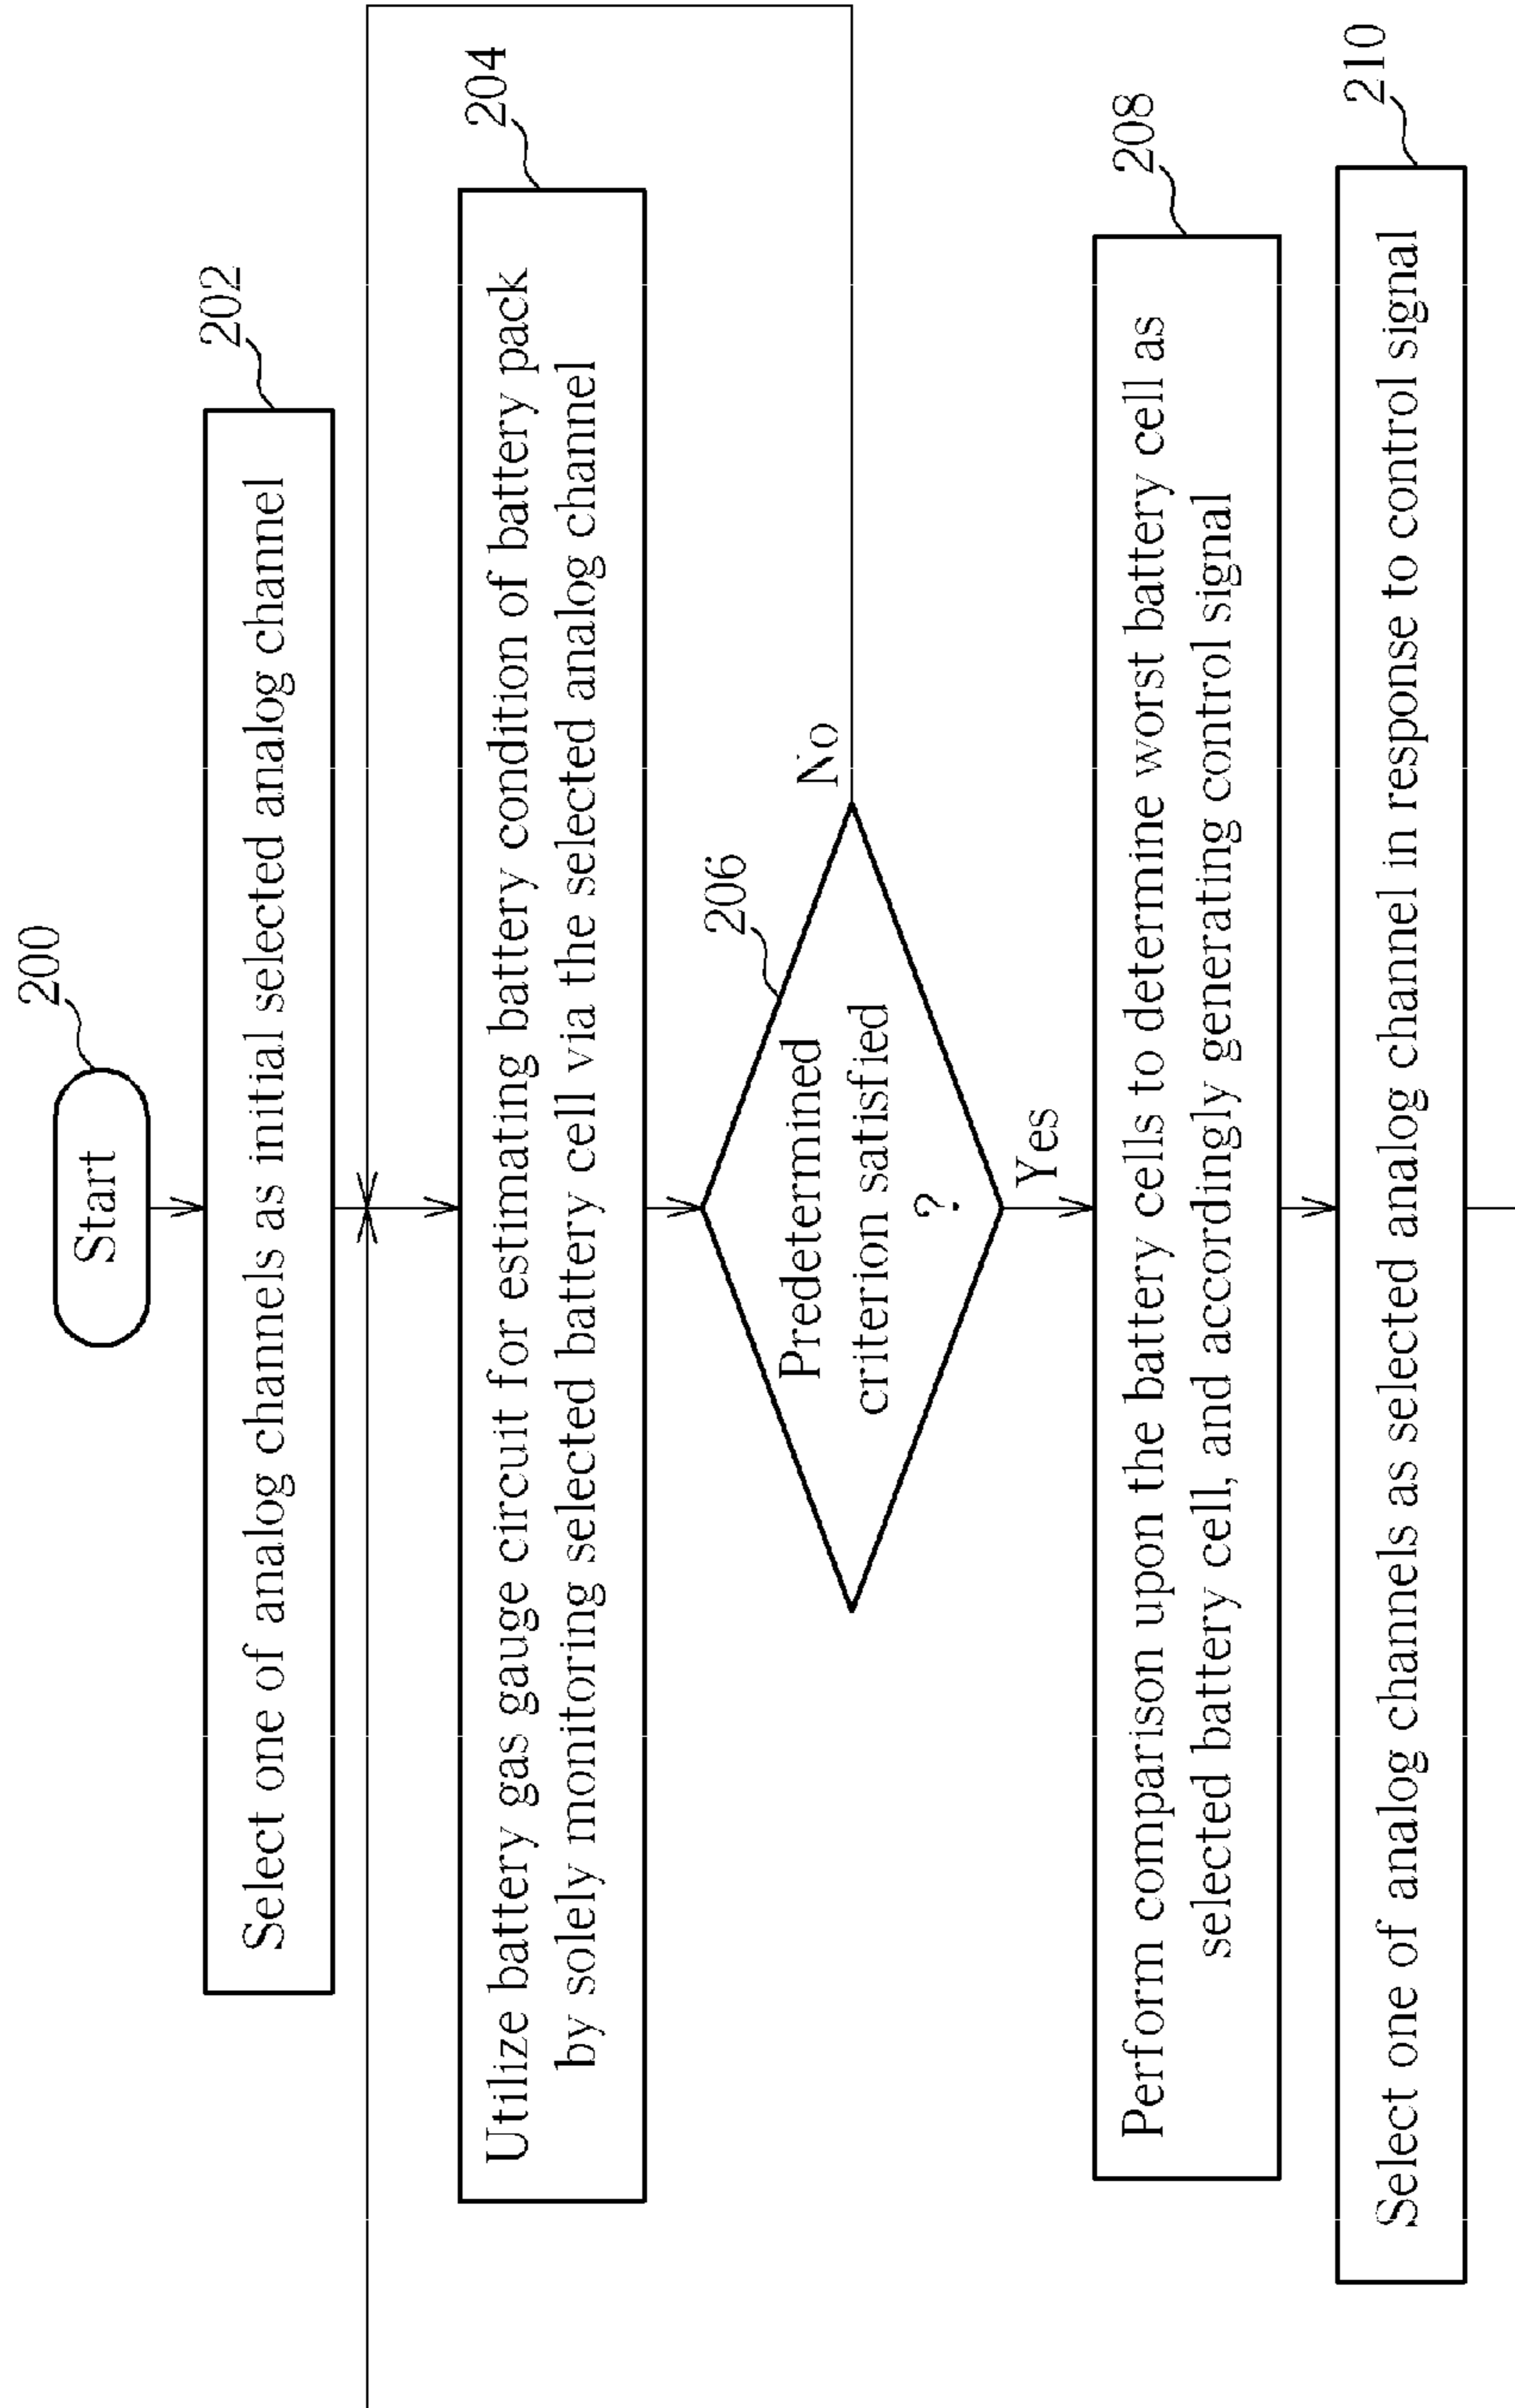 200
Start
202
Select one of analog channels as initial selected analog channel
204
Utilize battery gas gauge circuit for estimating battery condition of battery pack
by solely monitoring selected battery cell via the selected analog channel
206
Predetermined
criterion satisfied
?
No
Yes
208
Perform comparison upon the battery cells to determine worst battery cell as
selected battery cell, and accordingly generating control signal
210
Select one of analog channels as selected analog channel in response to control signal